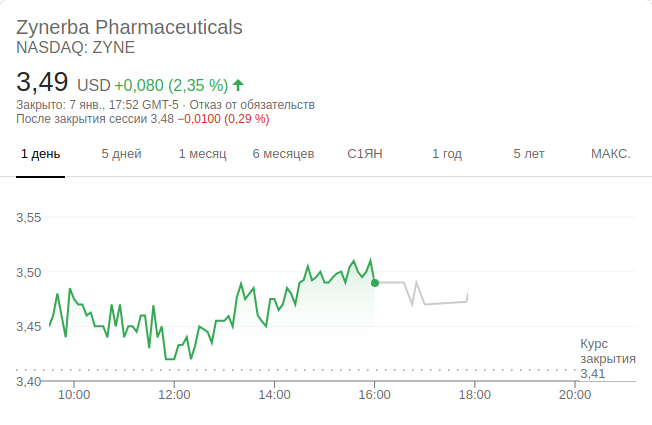 Zynerba Pharmaceuticals
NASDAQ: ZYNE
3,49 USD +0,080 (2,35 %)
Закрыто: 7 янв., 17:52 GMT-5 · Отказ от обязательств
После закрытия сессии 3,48 −0,0100 (0,29 %)
1 день 5 дней 1 месяц 6 месяцев С1ЯН 1 год 5 лет МАКС.
3,55
3,50
3,45
Курс
закрытия
3,41
3,40
10:00 12:00 14:00 16:00 18:00 20:00